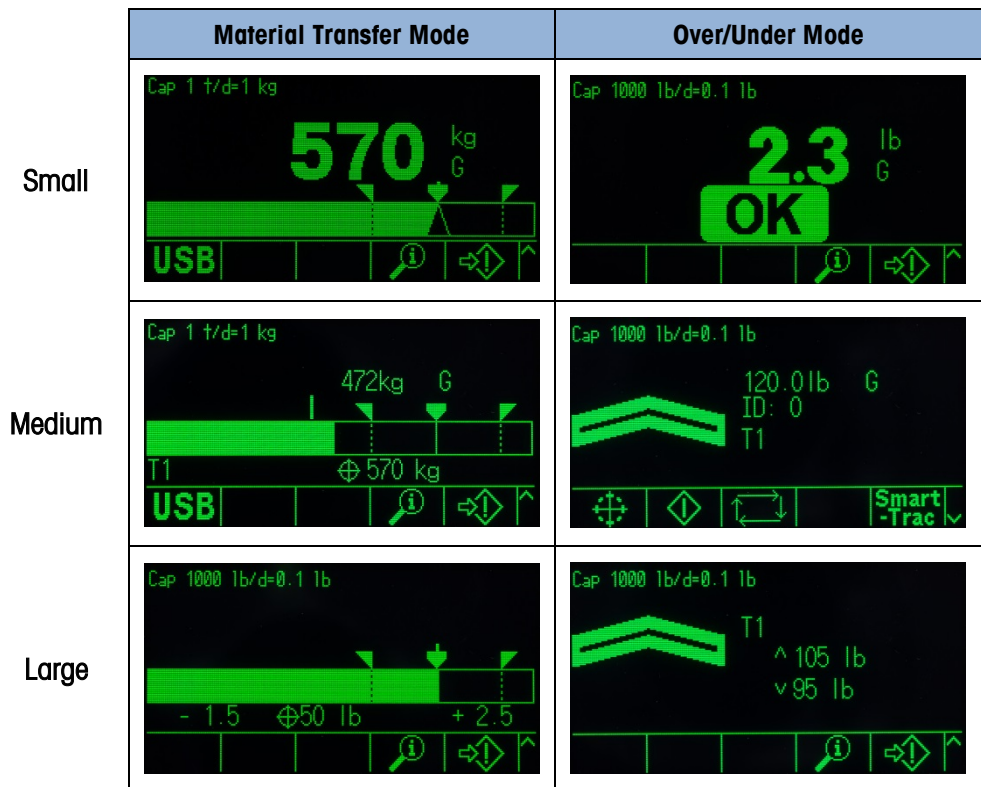 Material Transfer Mode
Over/Under Mode
Small
Cap 1 t/d=1 kg
570 kg
G
USB
Cap 1000 lb/d=0.1 lb
2.3 lb
G
OK
Medium
Cap 1 t/d=1 kg
472kg G
T1 570 kg
USB
Cap 1000 lb/d=0.1 lb
120.0lb G
ID: 0
T1
Smart
-Trac
Large
Cap 1000 lb/d=0.1 lb
- 1.5 50 lb + 2.5
Cap 1000 lb/d=0.1 lb
T1
^ 105 lb
v 95 lb